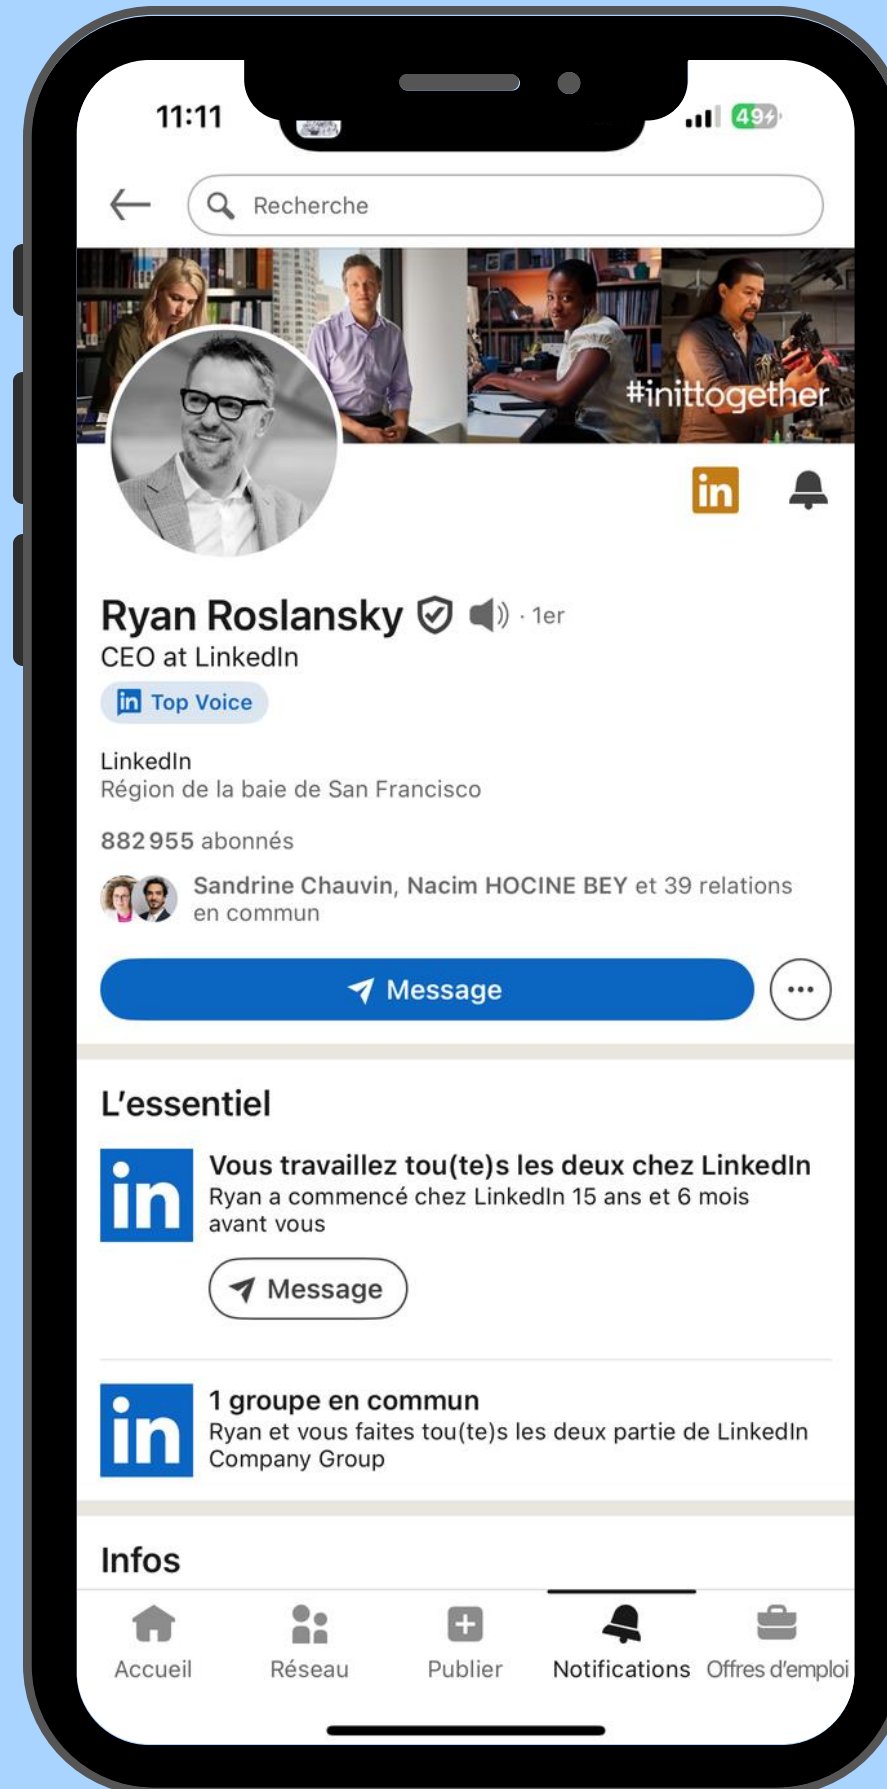 11:11
49
Recherche
#inittogether
in
Ryan Roslansky · 1er
CEO at LinkedIn
in Top Voice
LinkedIn
Région de la baie de San Francisco
882 955 abonnés
Sandrine Chauvin, Nacim HOCINE BEY et 39 relations
en commun
Message
L’essentiel
in
Vous travaillez tou(te)s les deux chez LinkedIn
Ryan a commencé chez LinkedIn 15 ans et 6 mois
avant vous
Message
in
1 groupe en commun
Ryan et vous faites tou(te)s les deux partie de LinkedIn
Company Group
Infos
Accueil
Réseau
Publier
Notifications
Offres d’emploi